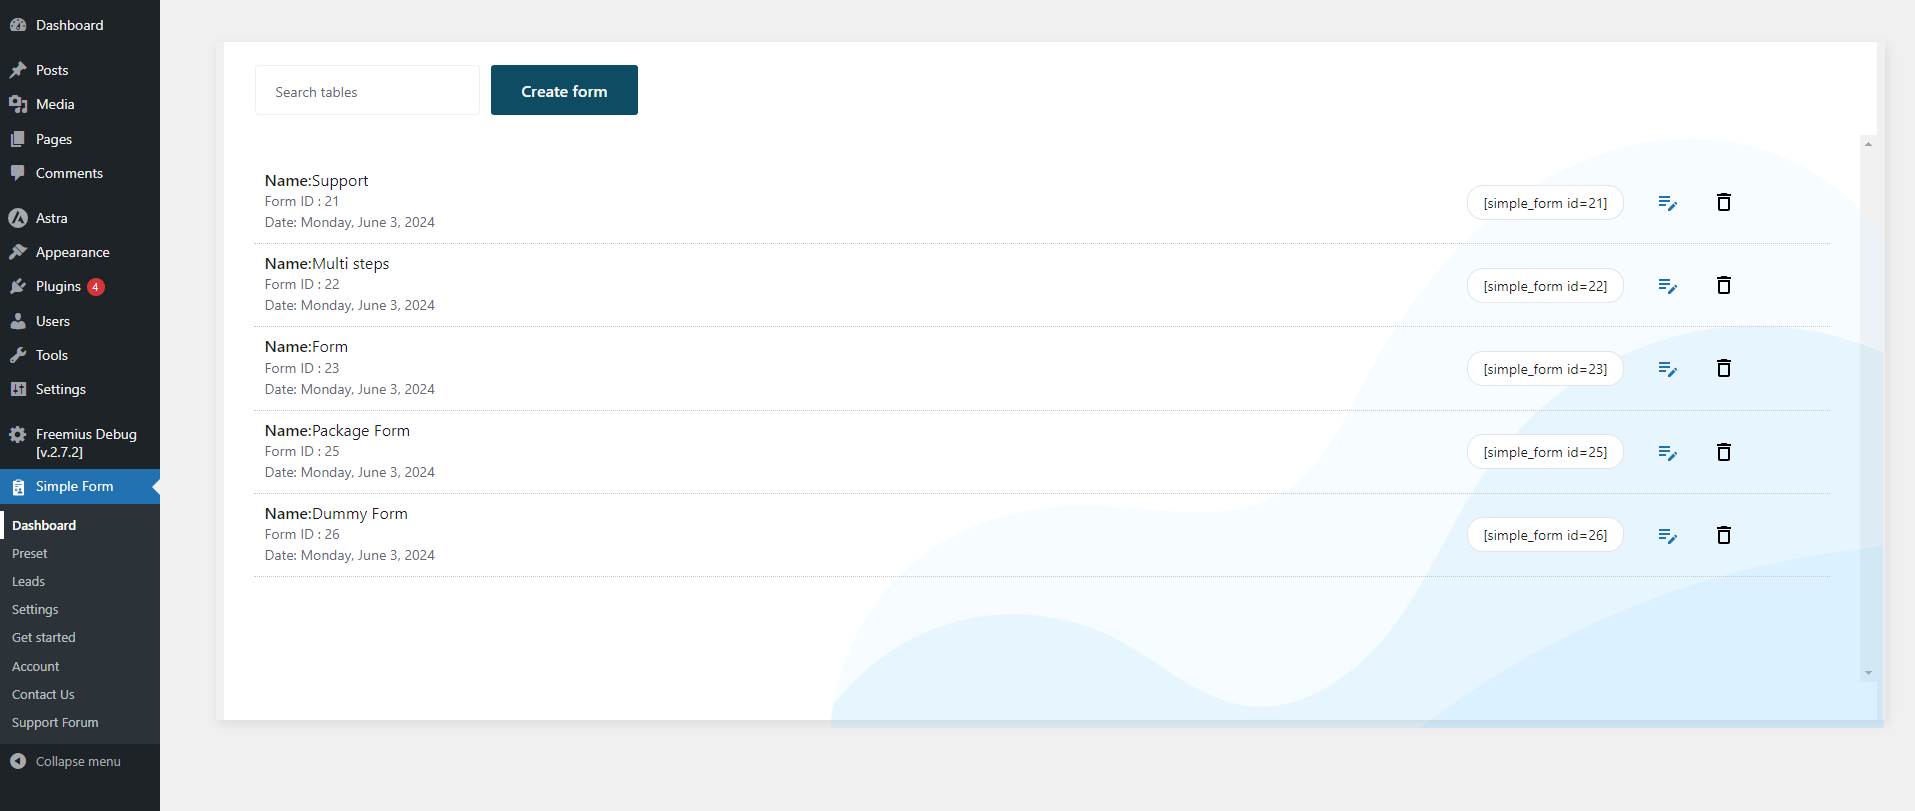 Dashboard
Posts
Media
Pages
Comments
Astra
Appearance
Plugins 4
Users
Tools
Settings
Freemius Debug
[v.2.7.2]
Simple Form
Dashboard
Preset
Leads
Settings
Get started
Account
Contact Us
Support Forum
Collapse menu
Search tables
Create form
Name:Support
Form ID : 21
Date: Monday, June 3, 2024
[simple_form id=21]
Name:Multi steps
Form ID : 22
Date: Monday, June 3, 2024
[simple_form id=22]
Name:Form
Form ID : 23
Date: Monday, June 3, 2024
[simple_form id=23]
Name:Package Form
Form ID : 25
Date: Monday, June 3, 2024
[simple_form id=25]
Name:Dummy Form
Form ID : 26
Date: Monday, June 3, 2024
[simple_form id=26]